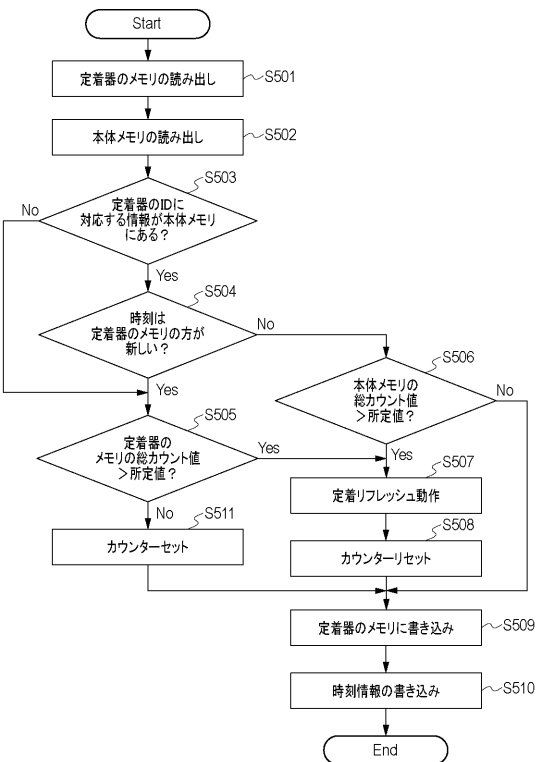 Start
定着器のメモリの読み出し
S501
本体メモリの読み出し
S502
S503
定着器のIDに
対応する情報が本体メモリ
にある?
No
Yes
S504
時刻は
定着器のメモリの方が
新しい?
No
Yes
S506
本体メモリの
総カウント値
>所定値?
No
Yes
S505
定着器の
メモリの総カウント値
>所定値?
Yes
No
S507
定着リフレッシュ動作
S511
カウンターセット
S508
カウンターリセット
定着器のメモリに書き込み
S509
時刻情報の書き込み
S510
End